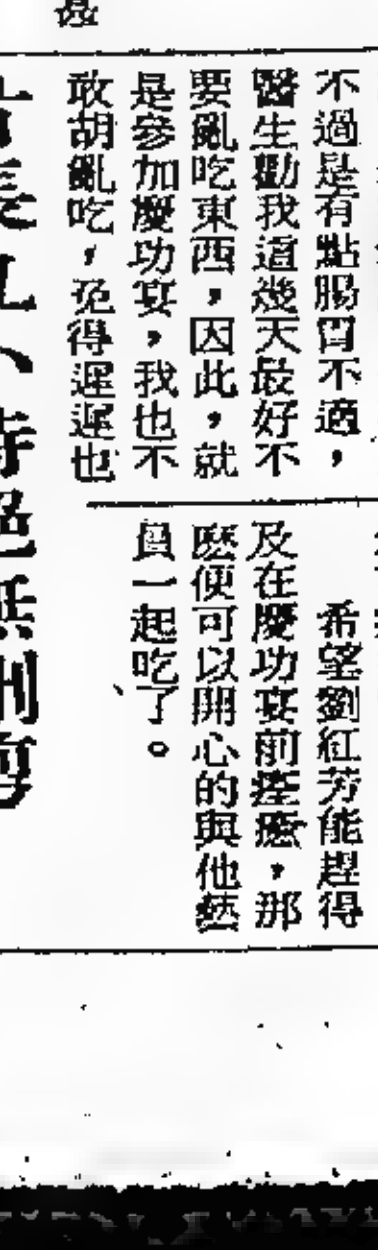 不過是有點腸胃不適，
醫生勸我這幾天最好不
要亂吃東西，因此，就
是參加慶功宴，我也不
敢胡亂吃，免得遲遲也
希望劉紅芳能趕得
及在慶功宴前痊癒，那
麽便可以開心的與他藝
員一起吃了。